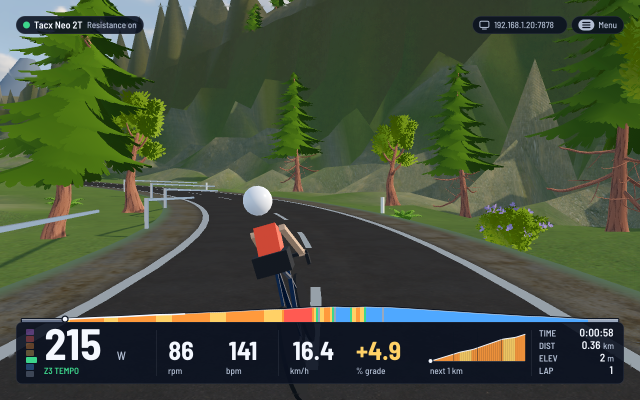 Tacx Neo 2T Resistance on
192.168.1.20:7878
Menu
215 W
Z3 TEMPO
86
rpm
141
bpm
16.4
km/h
+4.9
% grade
next 1 km
TIME 0:00:58
DIST 0.36 km
ELEV 2 m
LAP 1